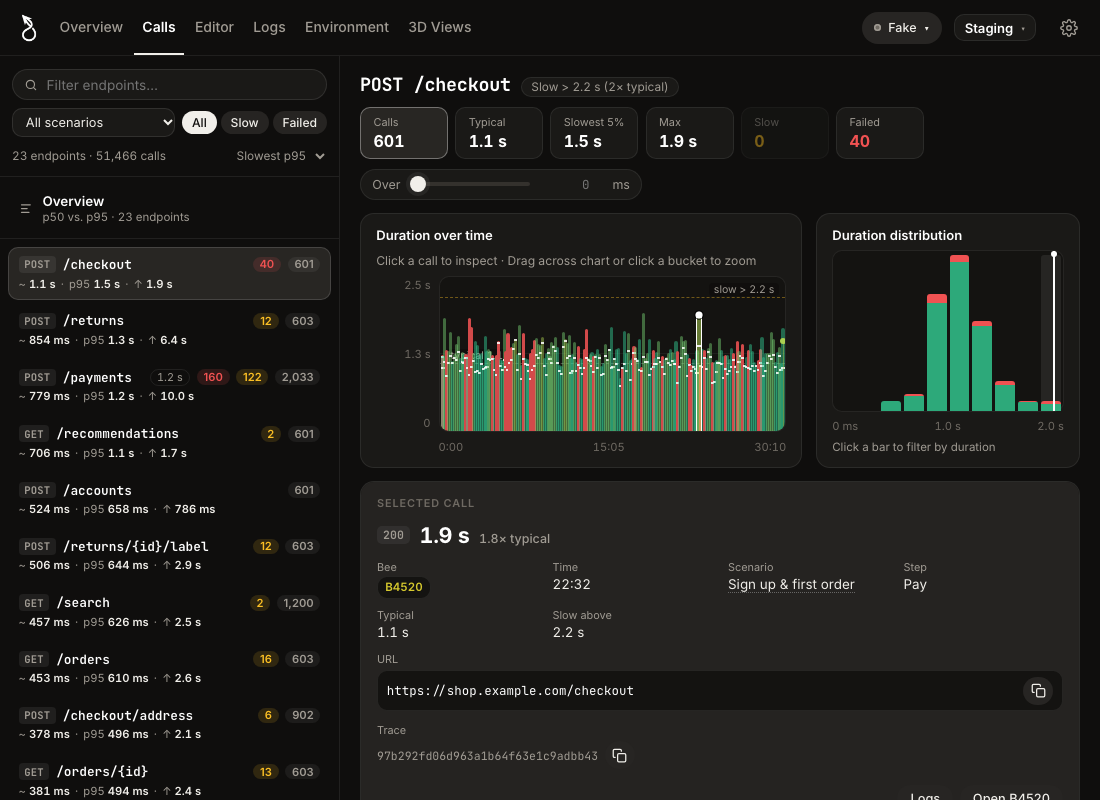 Overview Calls Editor Logs Environment 3D Views Fake Staging
Filter endpoints...
All scenarios All Slow Failed
23 endpoints · 51,466 calls Slowest p95
Overview
p50 vs. p95 · 23 endpoints
POST /checkout 40 601
~ 1.1 s · p95 1.5 s · ↑ 1.9 s
POST /returns 12 603
~ 854 ms · p95 1.3 s · ↑ 6.4 s
POST /payments 1.2 s 160 122 2,033
~ 779 ms · p95 1.2 s · ↑ 10.0 s
GET /recommendations 2 601
~ 706 ms · p95 1.1 s · ↑ 1.7 s
POST /accounts 601
~ 524 ms · p95 658 ms · ↑ 786 ms
POST /returns/{id}/label 12 603
~ 506 ms · p95 644 ms · ↑ 2.9 s
GET /search 2 1,200
~ 457 ms · p95 626 ms · ↑ 2.5 s
GET /orders 16 603
~ 453 ms · p95 610 ms · ↑ 2.6 s
POST /checkout/address 6 902
~ 378 ms · p95 496 ms · ↑ 2.1 s
GET /orders/{id} 13 603
~ 381 ms · p95 494 ms · ↑ 2.4 s
POST /checkout Slow > 2.2 s (2× typical)
Calls Typical Slowest 5% Max Slow Failed
601 1.1 s 1.5 s 1.9 s 0 40
Over 0 ms
Duration over time
Click a call to inspect · Drag across chart or click a bucket to zoom
2.5 s
slow > 2.2 s
1.3 s
0
0:00 15:05 30:10
Duration distribution
0 ms 1.0 s 2.0 s
Click a bar to filter by duration
SELECTED CALL
200 1.9 s 1.8× typical
Bee Time Scenario Step
B4520 22:32 Sign up & first order Pay
Typical Slow above
1.1 s 2.2 s
URL
https://shop.example.com/checkout
Trace
97b292fd06d963a1b64f63e1c9adbb43
Logs Open B4520